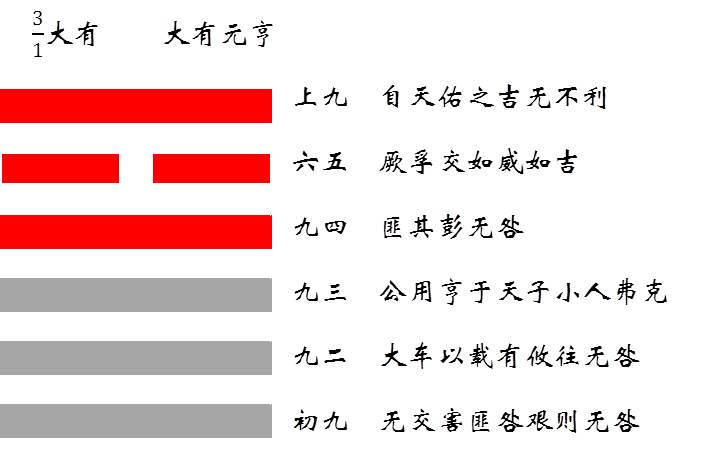 3/1大有 大有元亨
上九 自天佑之吉无不利
六五 厥孚交如威如吉
九四 匪其彭无咎
九三 公用亨于天子小人弗克
九二 大车以载有攸往无咎
初九 无交害匪咎艰则无咎